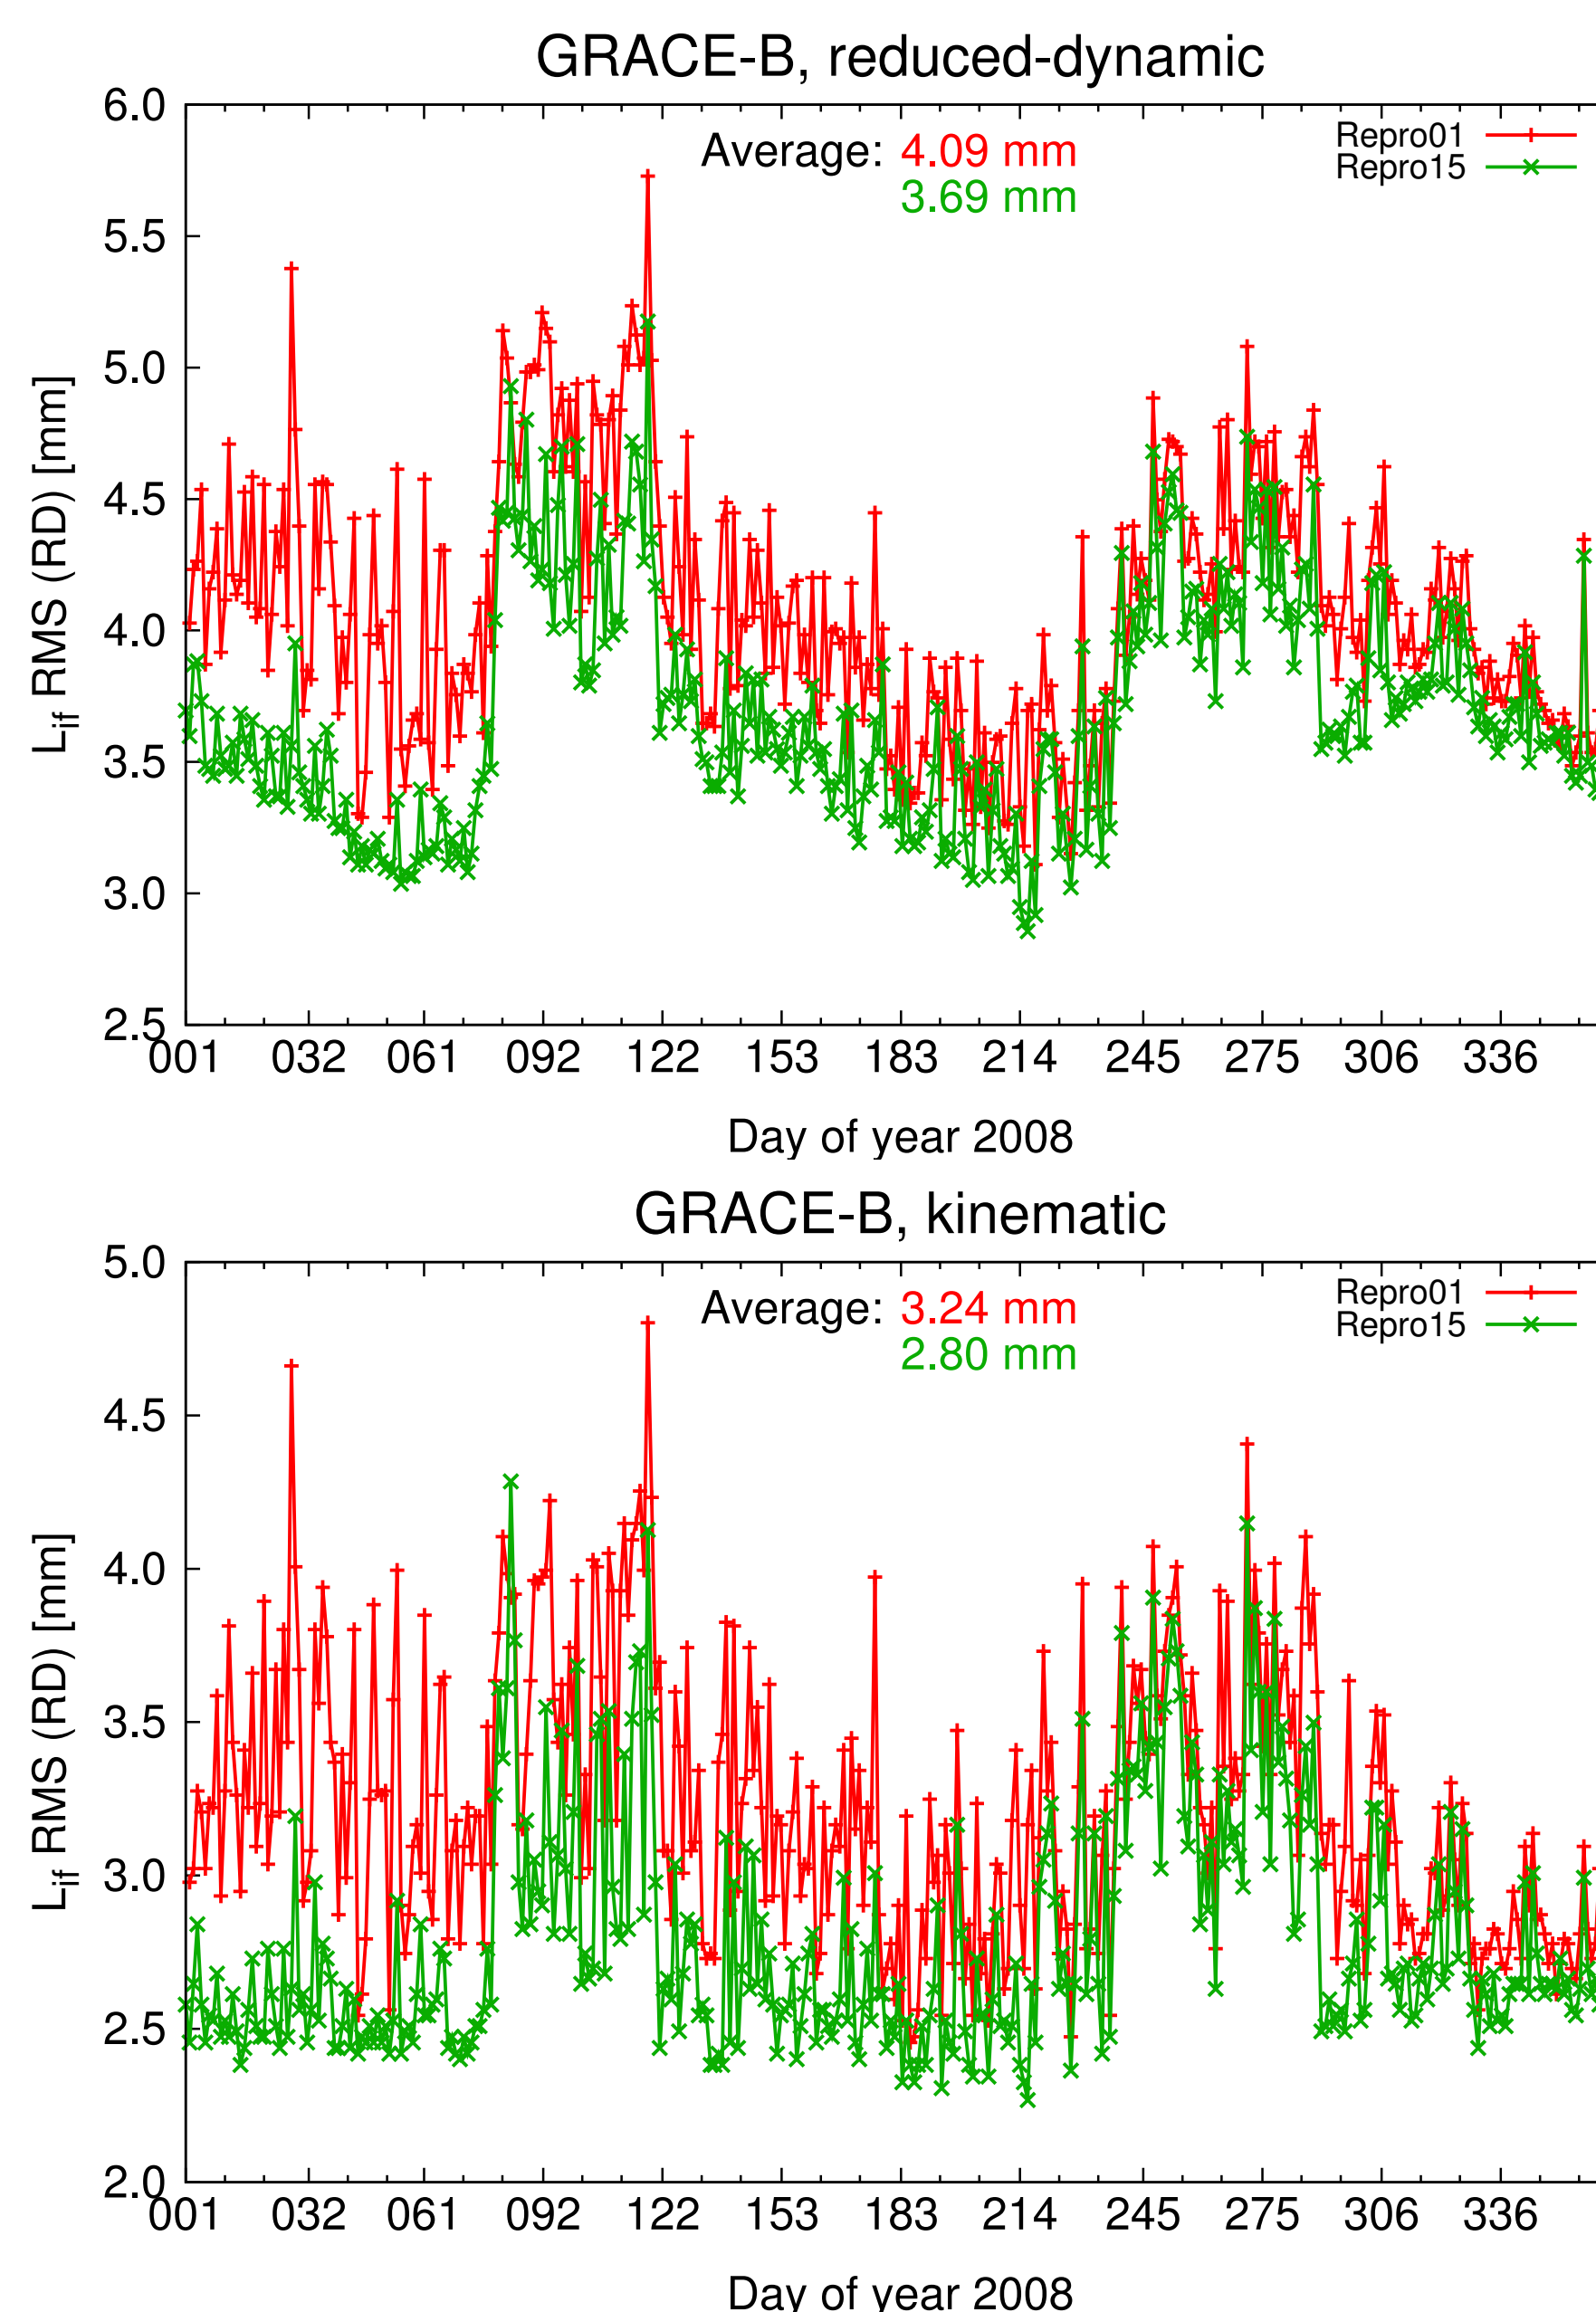 GRACE-B, reduced-dynamic
6.0
Average: 4.09 mm
3.69 mm
Repro01
Repro15
5.5
5.0
4.5
4.0
3.5
3.0
2.5
Lif RMS (RD) [mm]
001 032 061 092 122 153 183 214 245 275 306 336
Day of year 2008
GRACE-B, kinematic
5.0
Average: 3.24 mm
2.80 mm
Repro01
Repro15
4.5
4.0
3.5
3.0
2.5
2.0
Lif RMS (RD) [mm]
001 032 061 092 122 153 183 214 245 275 306 336
Day of year 2008